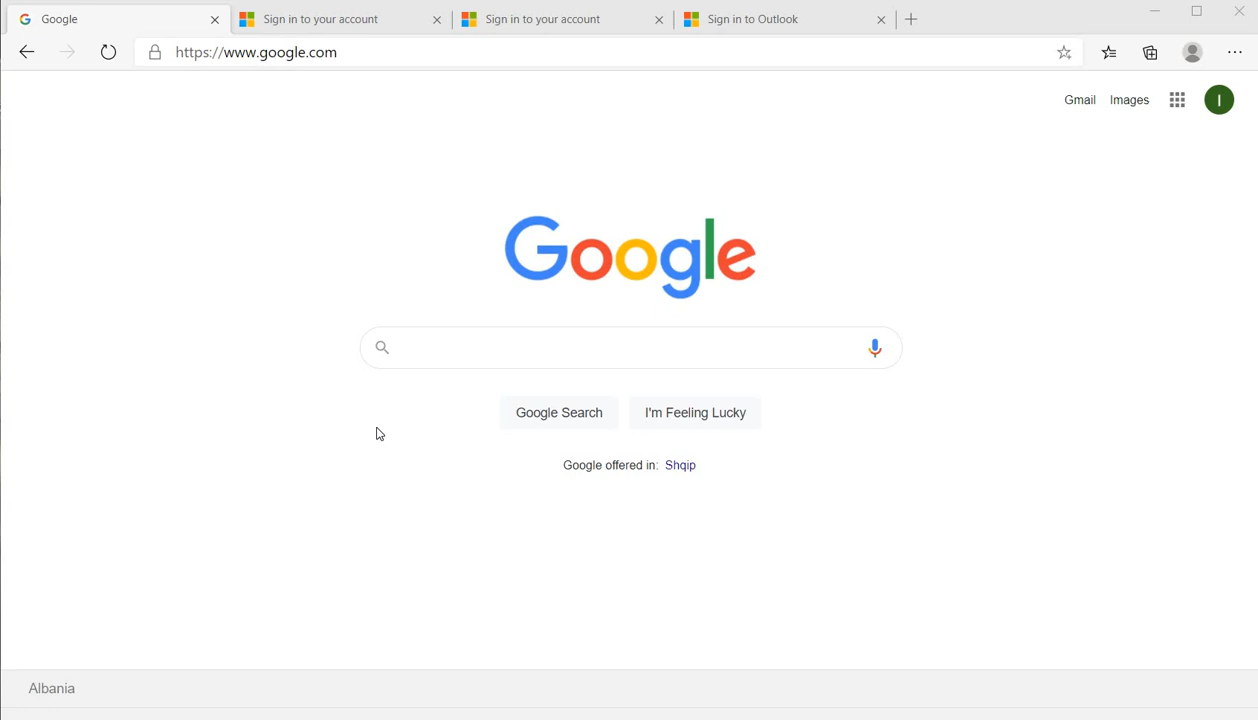 Google
Sign in to your account
Sign in to your account
Sign in to Outlook
https://www.google.com
Gmail Images
I
Google
Google Search
I'm Feeling Lucky
Google offered in: Shqip
Albania